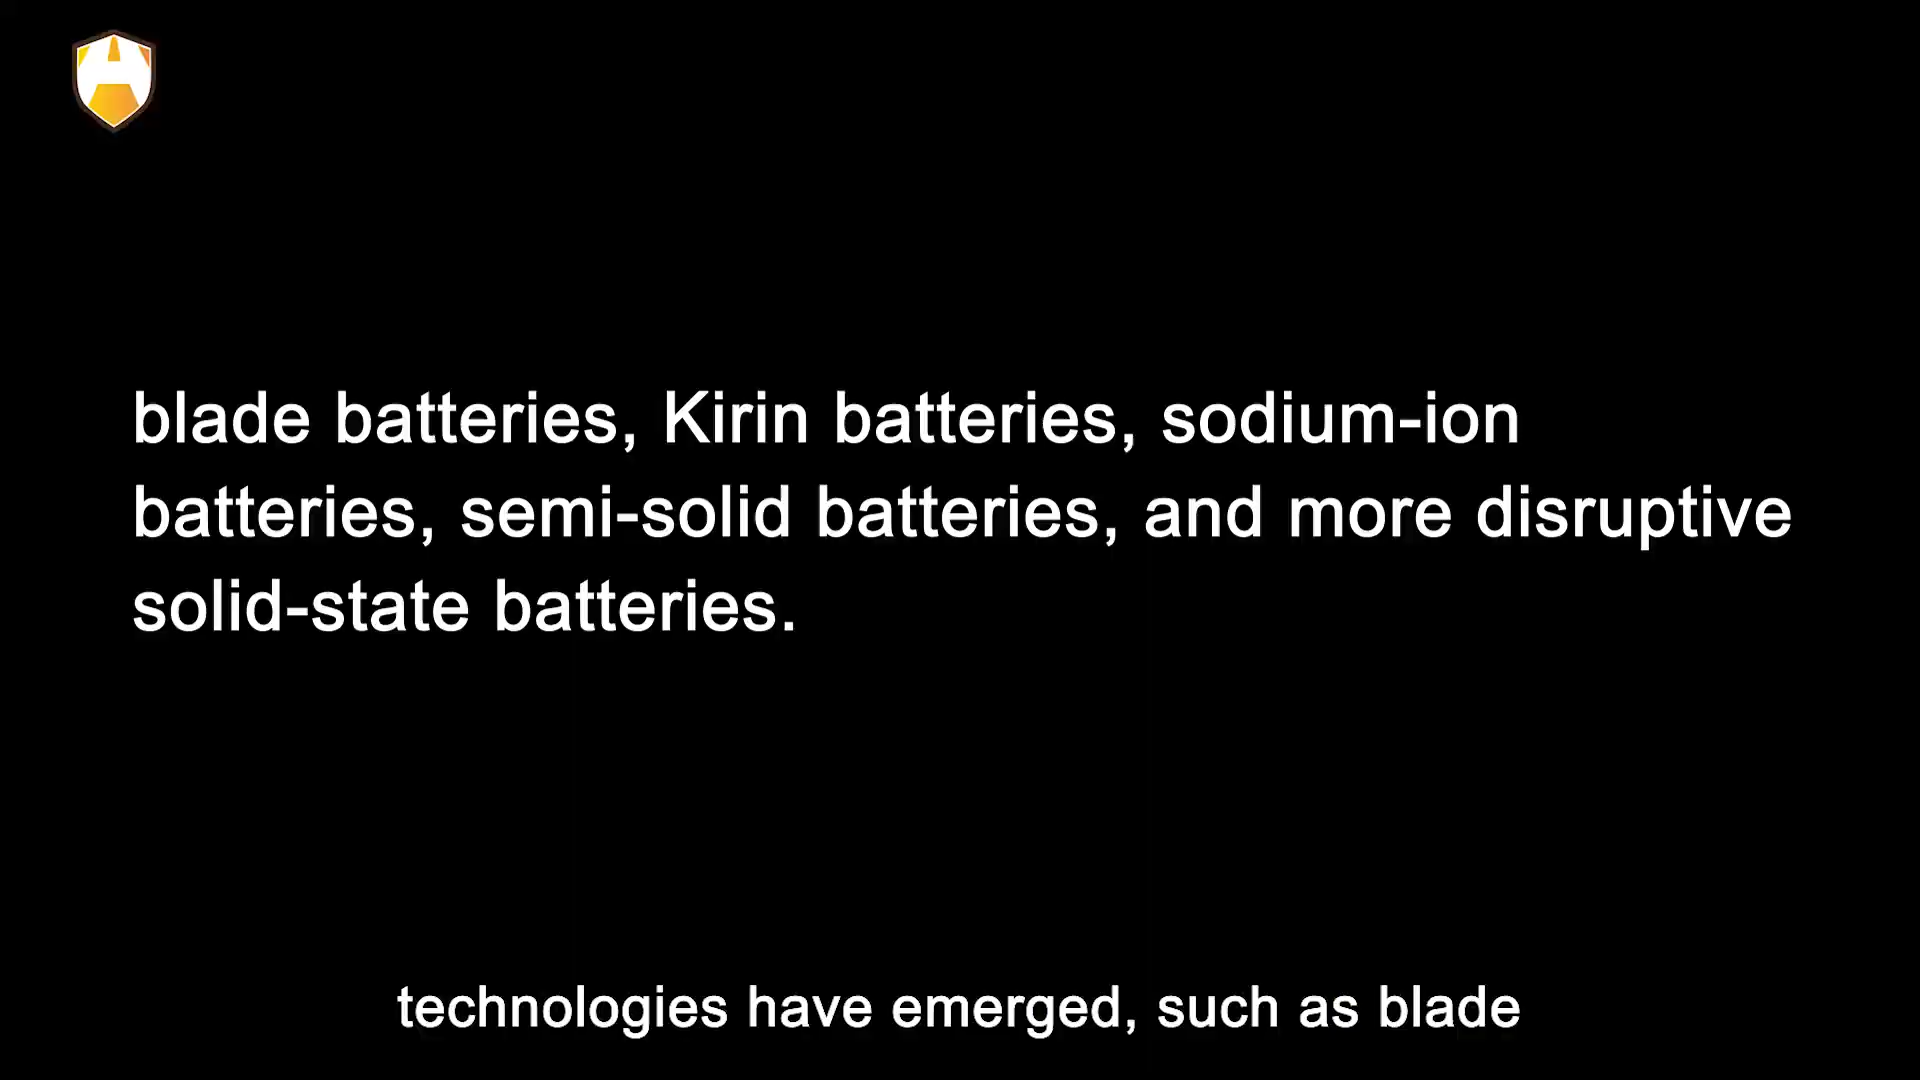 blade batteries, Kirin batteries, sodium-ion
batteries, semi-solid batteries, and more disruptive
solid-state batteries.
technologies have emerged, such as blade